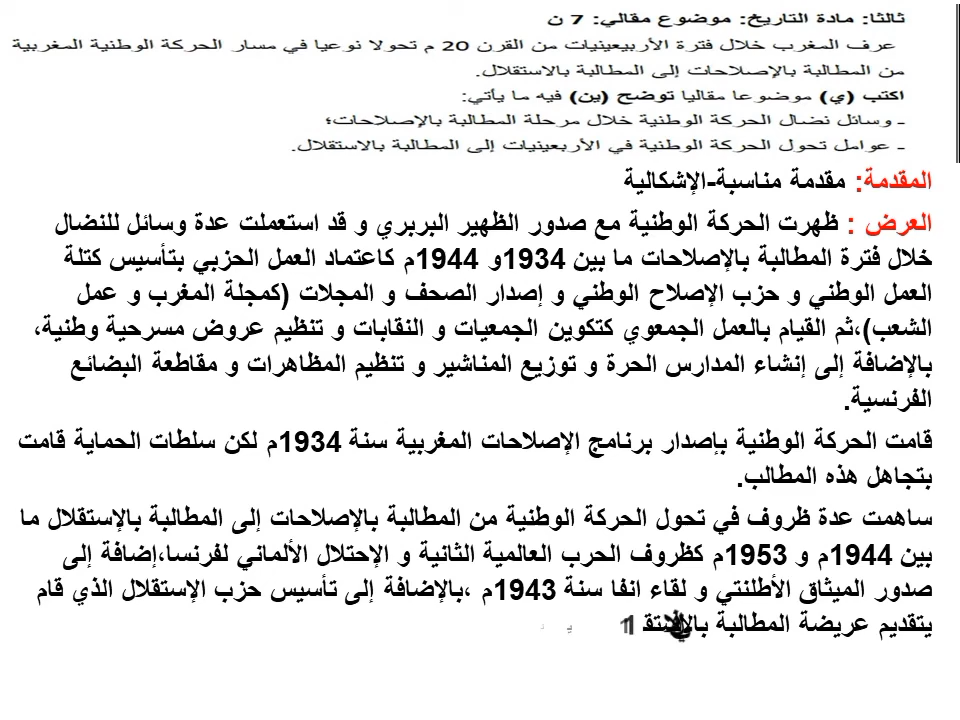 ثالثا: مادة التاريخ: موضوع مقالي: 7 ن
عرف المغرب خلال فترة الأربيعينيات من القرن 20 م تحولا نوعيا في مسار الحركة الوطنية المغربية
من المطالبة بالإصلاحات إلى المطالبة بالاستقلال.
اكتب (ي) موضوعا مقاليا توضح (ين) فيه ما يأتي:
- وسائل نضال الحركة الوطنية خلال مرحلة المطالبة بالإصلاحات؛
- عوامل تحول الحركة الوطنية في الأربعينيات إلى المطالبة بالاستقلال.
المقدمة: مقدمة مناسبة-الإشكالية
العرض : ظهرت الحركة الوطنية مع صدور الظهير البربري و قد استعملت عدة وسائل للنضال
خلال فترة المطالبة بالإصلاحات ما بين 1934و 1944م كاعتماد العمل الحزبي بتأسيس كتلة
العمل الوطني و حزب الإصلاح الوطني و إصدار الصحف و المجلات (كمجلة المغرب و عمل
الشعب)،ثم القيام بالعمل الجمعوي كتكوين الجمعيات و النقابات و تنظيم عروض مسرحية وطنية،
بالإضافة إلى إنشاء المدارس الحرة و توزيع المناشير و تنظيم المظاهرات و مقاطعة البضائع
الفرنسية.
قامت الحركة الوطنية بإصدار برنامج الإصلاحات المغربية سنة 1934م لكن سلطات الحماية قامت
بتجاهل هذه المطالب.
ساهمت عدة ظروف في تحول الحركة الوطنية من المطالبة بالإصلاحات إلى المطالبة بالإستقلال ما
بين 1944م و 1953م كظروف الحرب العالمية الثانية و الإحتلال الألماني لفرنسا،إضافة إلى
صدور الميثاق الأطلنتي و لقاء انفا سنة 1943م ،بالإضافة إلى تأسيس حزب الإستقلال الذي قام
يتقديم عريضة المطالبة